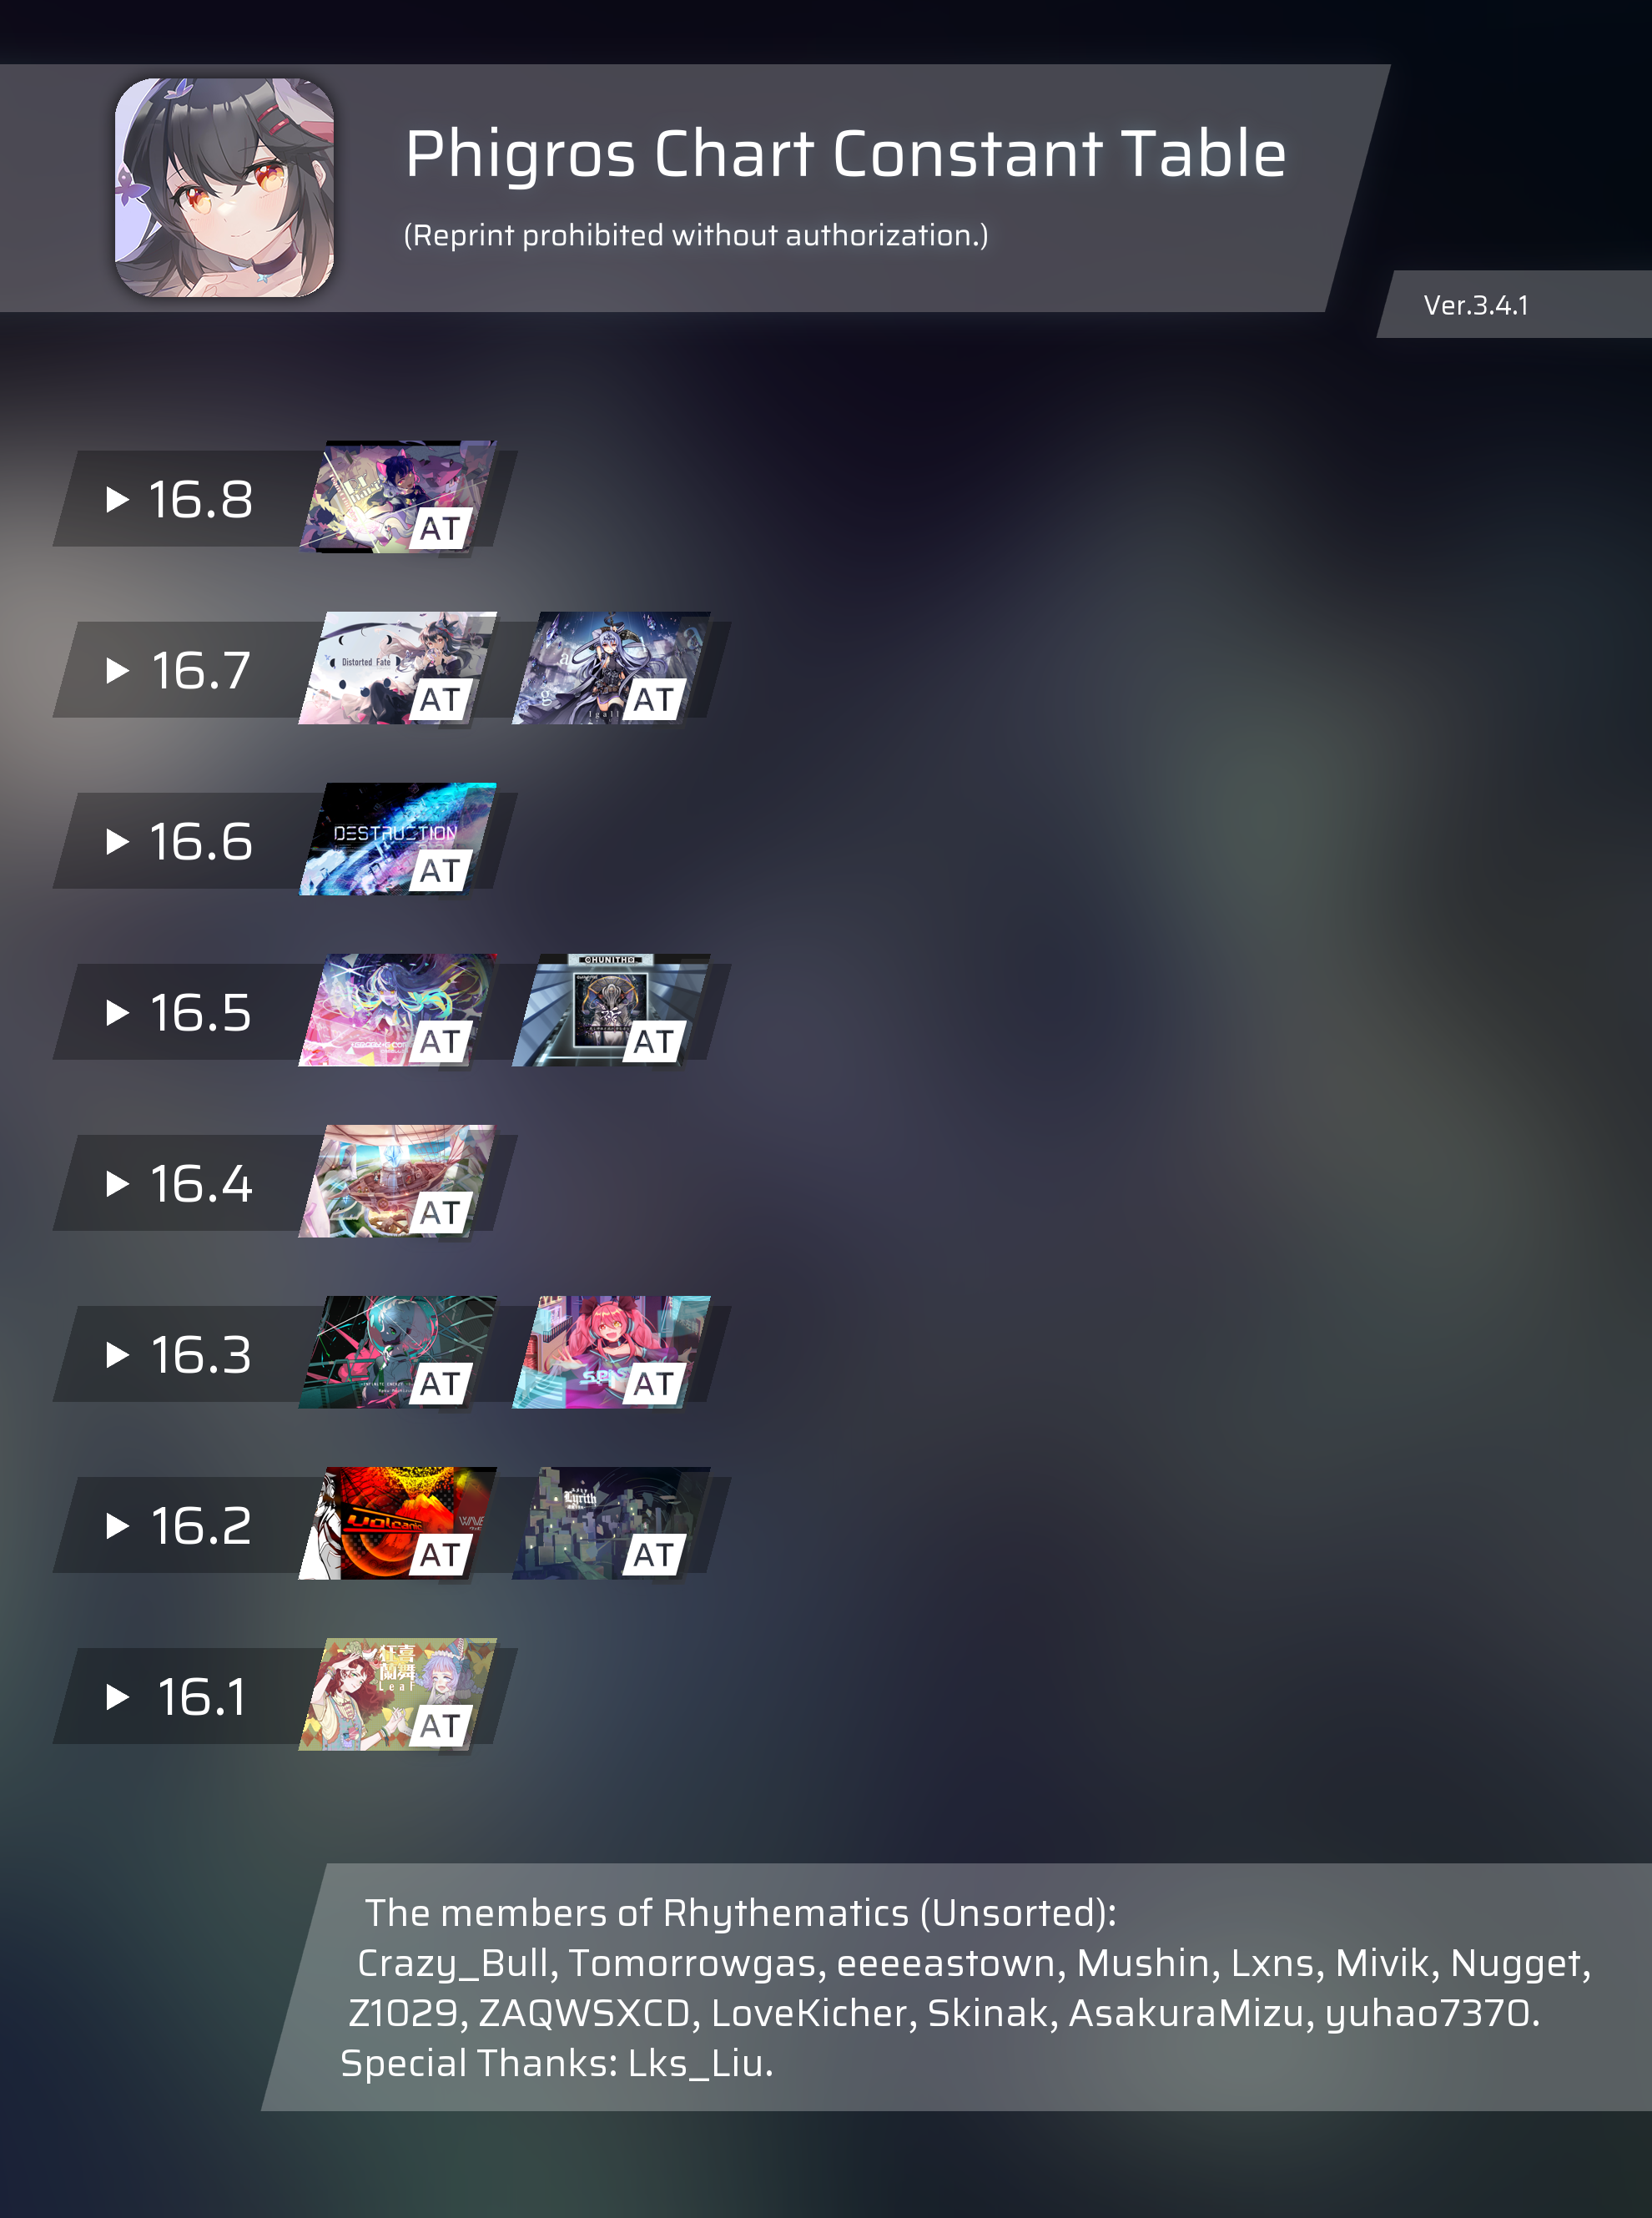 Phigros Chart Constant Table
(Reprint prohibited without authorization.)
Ver.3.4.1
16.8
AT
16.7
Distorted Fate
AT
AT
16.6
DESTRUCTION
AT
16.5
AT
CHUNITHM
AT
16.4
AT
16.3
AT
AT
16.2
volcanic
WAVE
AT
Lyrith
AT
16.1
狂喜
蘭舞
LeaF
AT
The members of Rhythematics (Unsorted):
Crazy_Bull, Tomorrowgas, eeeeastown, Mushin, Lxns, Mivik, Nugget,
Z1029, ZAQWSXCD, LoveKicher, Skinak, AsakuraMizu, yuhao7370.
Special Thanks: Lks_Liu.